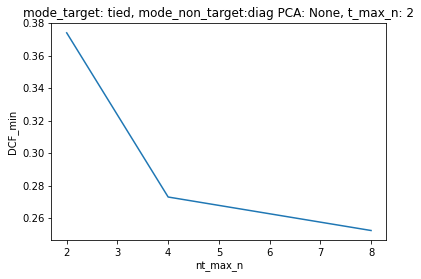 mode_target: tied, mode_non_target:diag PCA: None, t_max_n: 2
0.38
0.36
0.34
0.32
0.30
0.28
0.26
DCF_min
2 3 4 5 6 7 8
nt_max_n